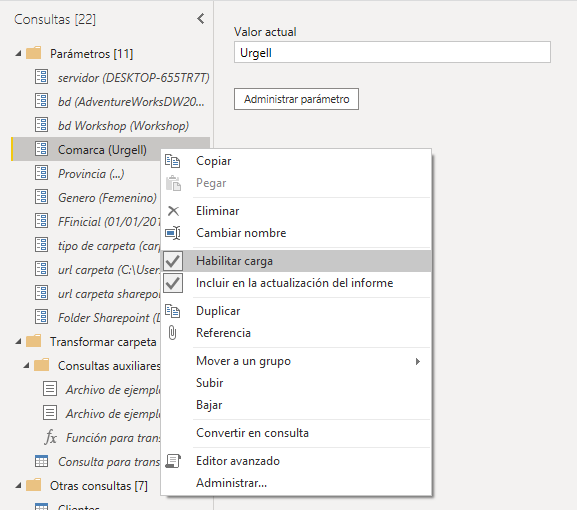 Consultas [22]
Parámetros [11]
servidor (DESKTOP-655TR7T)
bd (AdventureWorksDW20...
bd Workshop (Workshop)
Comarca (Urgell)
Provincia (...)
Genero (Femenino)
FFinicial (01/01/201
tipo de carpeta (carp
url carpeta (C:\Users
url carpeta sharepoi
Folder Sharepoint (D
Transformar carpeta
Consultas auxiliares
Archivo de ejempl
Archivo de ejempl
fx Función para trans
Consulta para trans
Otras consultas [7]
Clientes
Valor actual
Urgell
Administrar parámetro
Copiar
Pegar
Eliminar
Cambiar nombre
Habilitar carga
Incluir en la actualización del informe
Duplicar
Referencia
Mover a un grupo
Subir
Bajar
Convertir en consulta
Editor avanzado
Administrar...